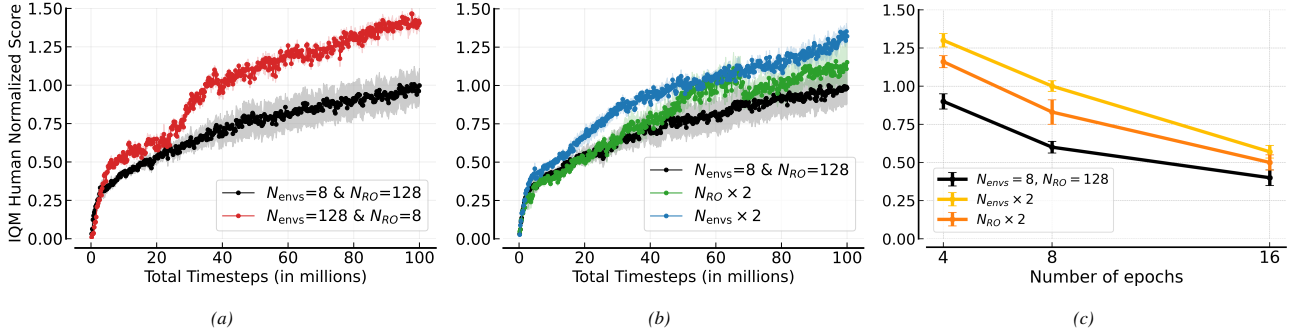 IQM Human Normalized Score
1.50
1.25
1.00
0.75
0.50
0.25
0.00
N_envs=8 & N_RO=128
N_envs=128 & N_RO=8
0 20 40 60 80 100
Total Timesteps (in millions)
(a)
1.50
1.25
1.00
0.75
0.50
0.25
0.00
N_envs=8 & N_RO=128
N_RO × 2
N_envs × 2
0 20 40 60 80 100
Total Timesteps (in millions)
(b)
1.50
1.25
1.00
0.75
0.50
0.25
0.00
N_envs = 8, N_RO = 128
N_envs × 2
N_RO × 2
4 8 16
Number of epochs
(c)